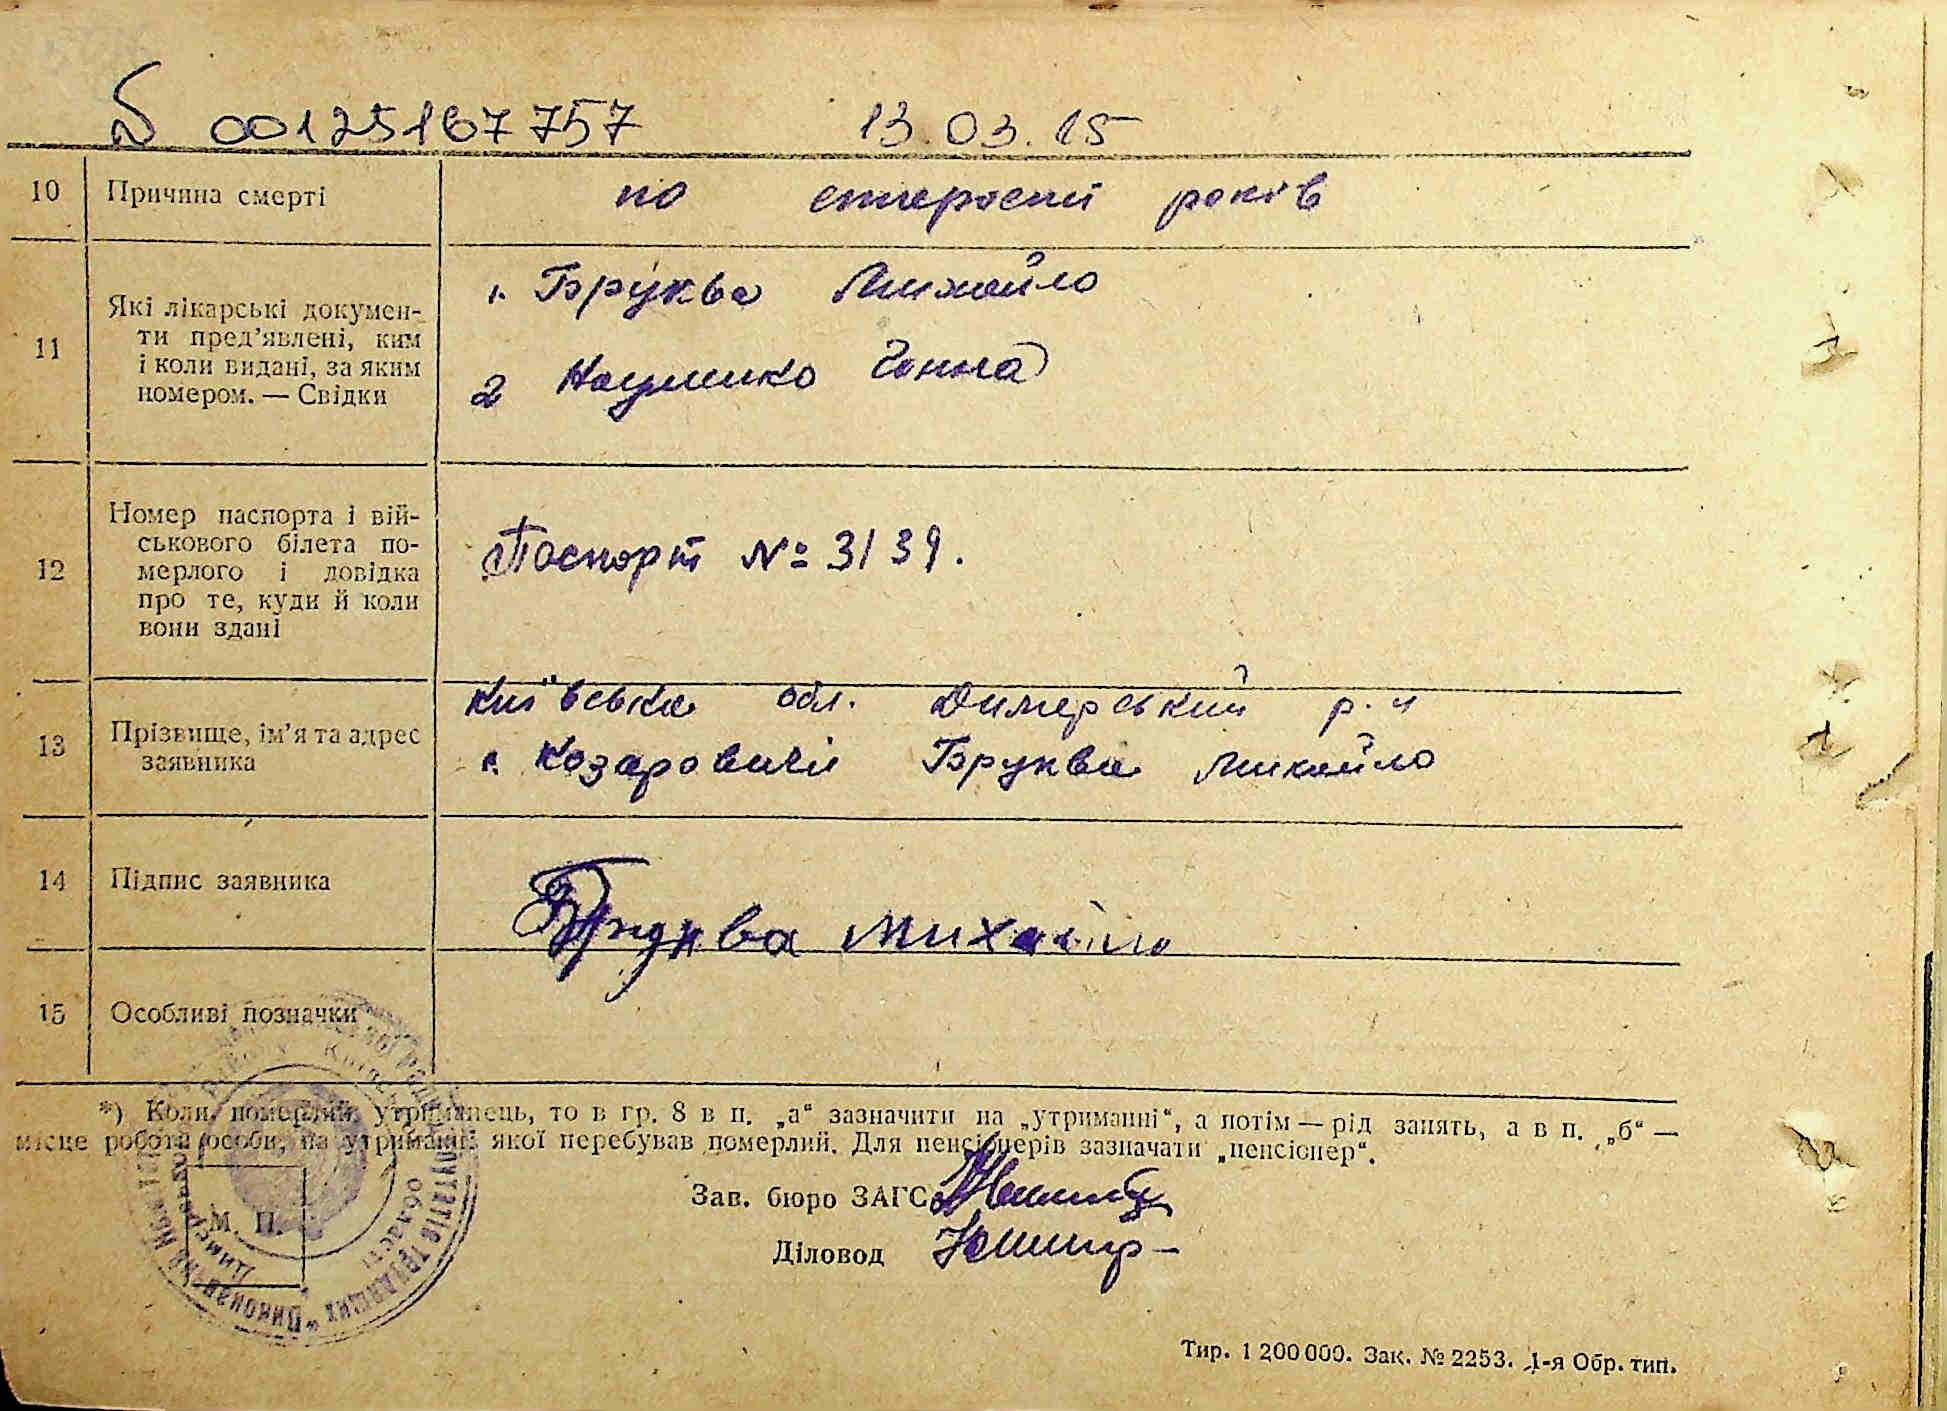 00125167757 13.03.15
10 Причина смерті по старости років
11 Які лікарські докумен-
ти пред’явлені, ким
і коли видані, за яким
номером. — Свідки
1. Бруква Михайло
2 Ганна
12 Номер паспорта і вій-
ськового білета по-
мерлого і довідка
про те, куди й коли
вони здані
Паспорт № 3139.
13 Прізвище, ім’я та адрес
заявника
Київська обл. Димерський р-н
с. Козаровичі Бруква Михайло
14 Підпис заявника Бруква Михайло
15 Особливі позначки
*) Коли померлий утриманець, то в гр. 8 в п. „а“ зазначити на „утриманні“, а потім — рід занять, а в п. „б“ —
місце роботи особи, на утриманні якої перебував померлий. Для пенсіонерів зазначати „пенсіонер“.
Зав. бюро ЗАГС
Діловод
М. П.
Тир. 1 200 000. Зак. № 2253. 1-я Обр. тип.